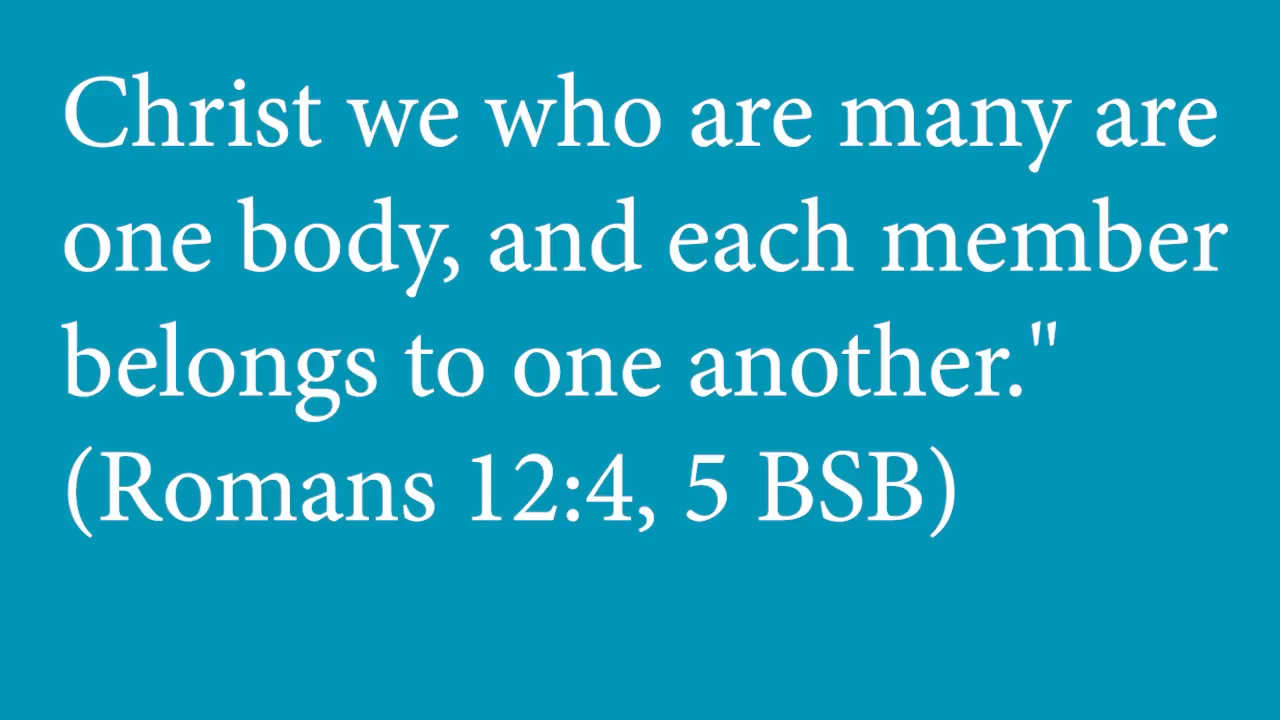 Christ we who are many are
one body, and each member
belongs to one another."
(Romans 12:4, 5 BSB)